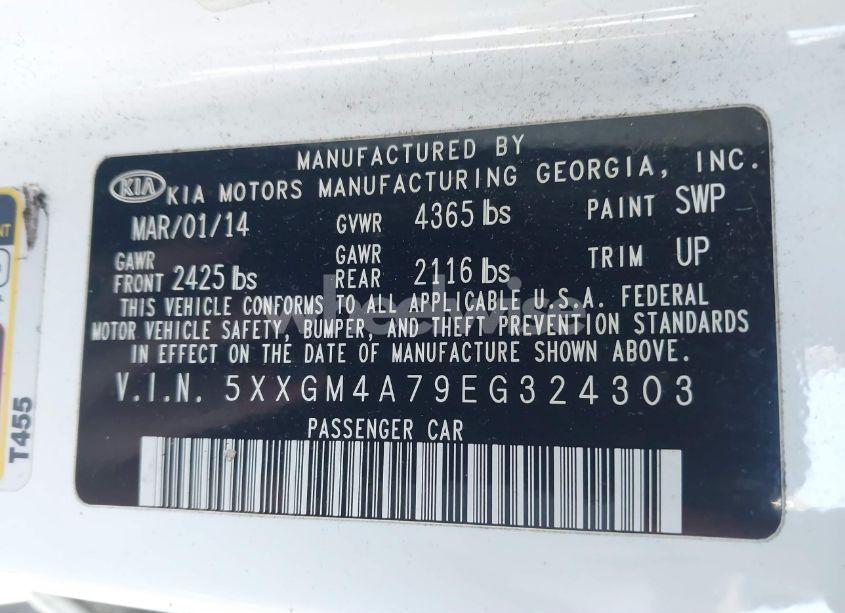 MANUFACTURED BY
KIA KIA MOTORS MANUFACTURING GEORGIA, INC.
MAR/01/14 GVWR 4365 lbs PAINT SWP
GAWR FRONT 2425 lbs GAWR REAR 2116 lbs TRIM UP
THIS VEHICLE CONFORMS TO ALL APPLICABLE U.S.A. FEDERAL
MOTOR VEHICLE SAFETY, BUMPER, AND THEFT PREVENTION STANDARDS
IN EFFECT ON THE DATE OF MANUFACTURE SHOWN ABOVE.
V.I.N. 5XXGM4A79EG324303
PASSENGER CAR
T455